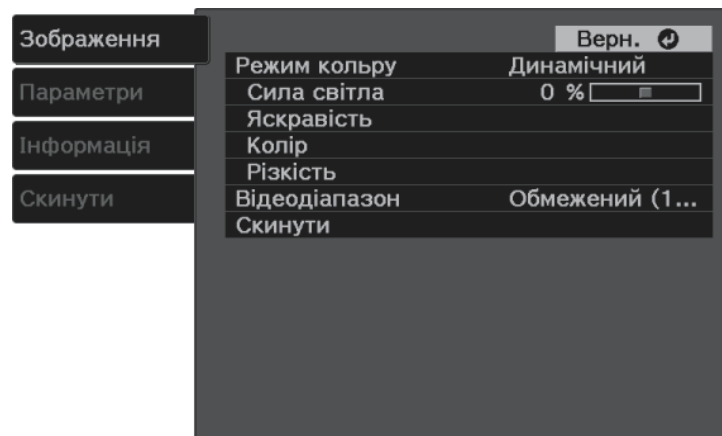 Зображення
Параметри
Інформація
Скинути
Верн.
Режим кольру Динамічний
Сила світла 0 %
Яскравість
Колір
Різкість
Відеодіапазон Обмежений (1...
Скинути